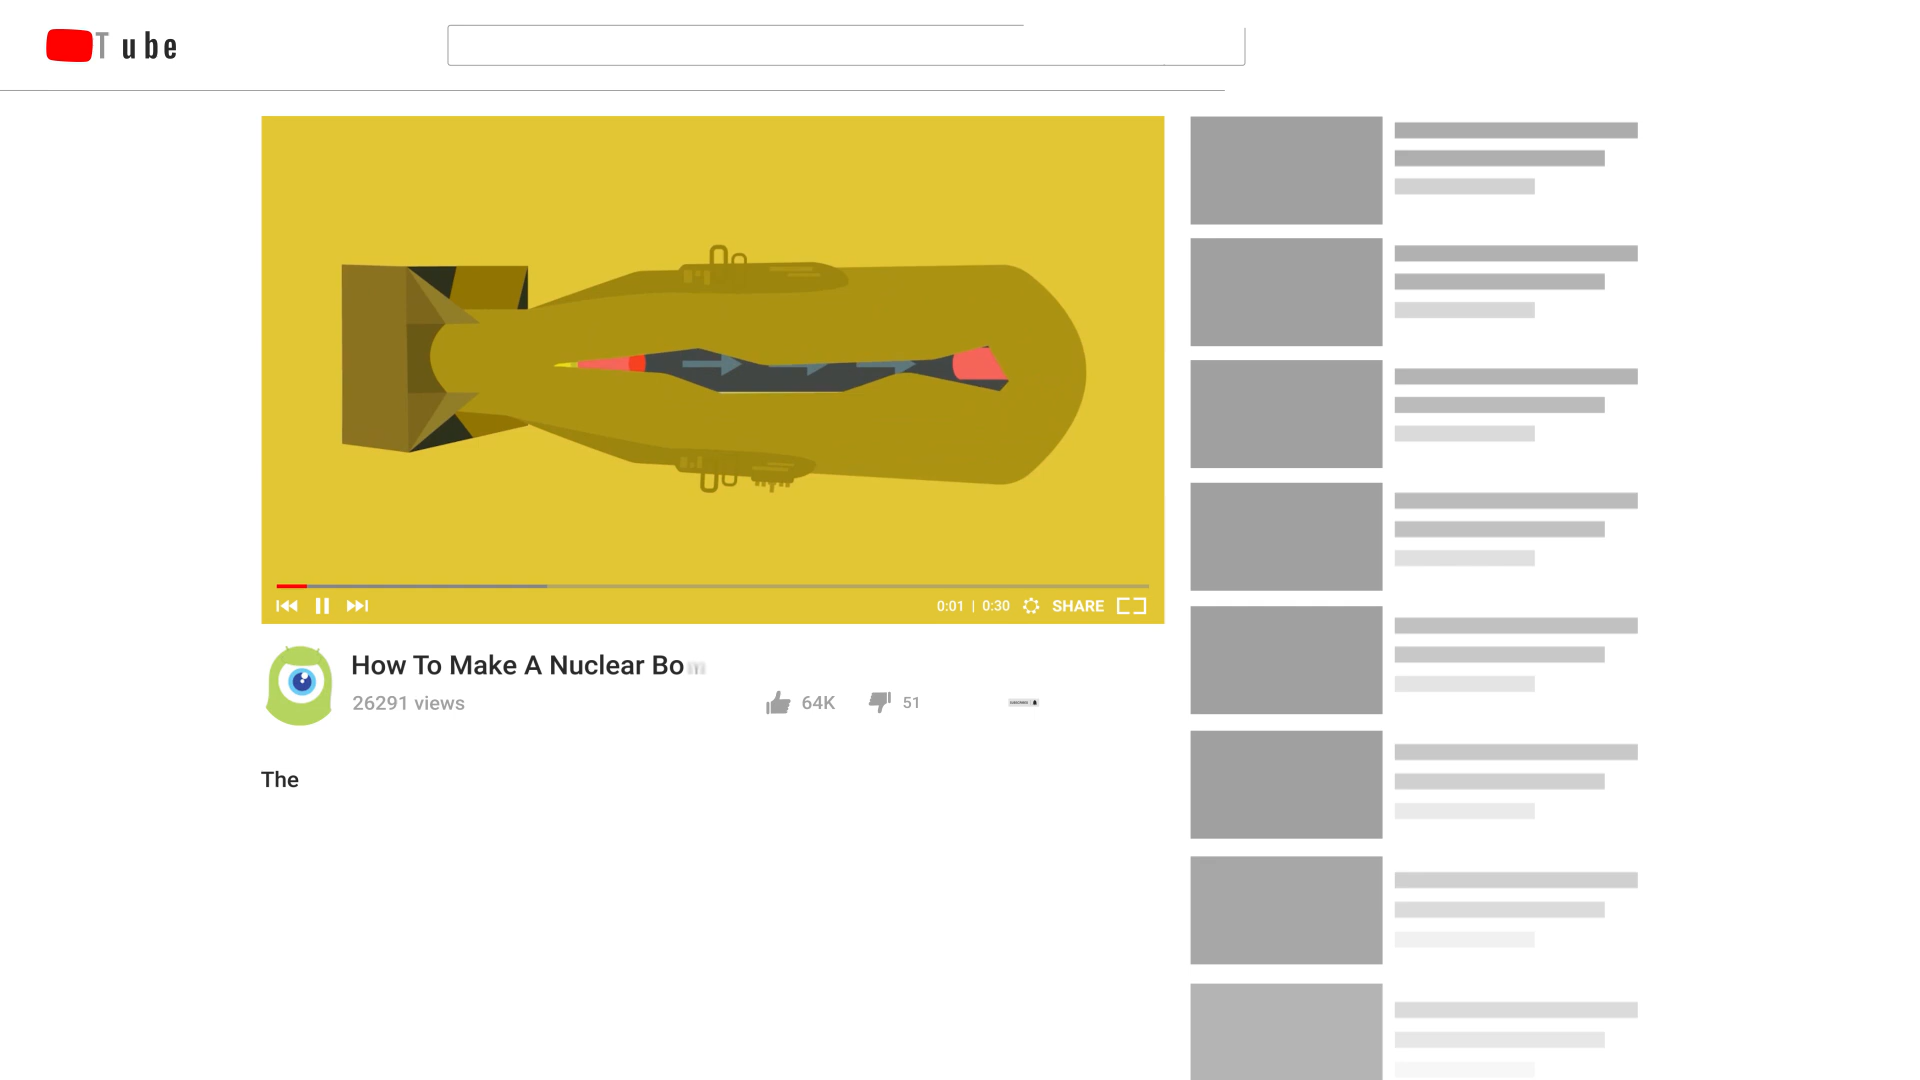 T ube
0:01 | 0:30 SHARE
How To Make A Nuclear Bo
26291 views
64K
51
The